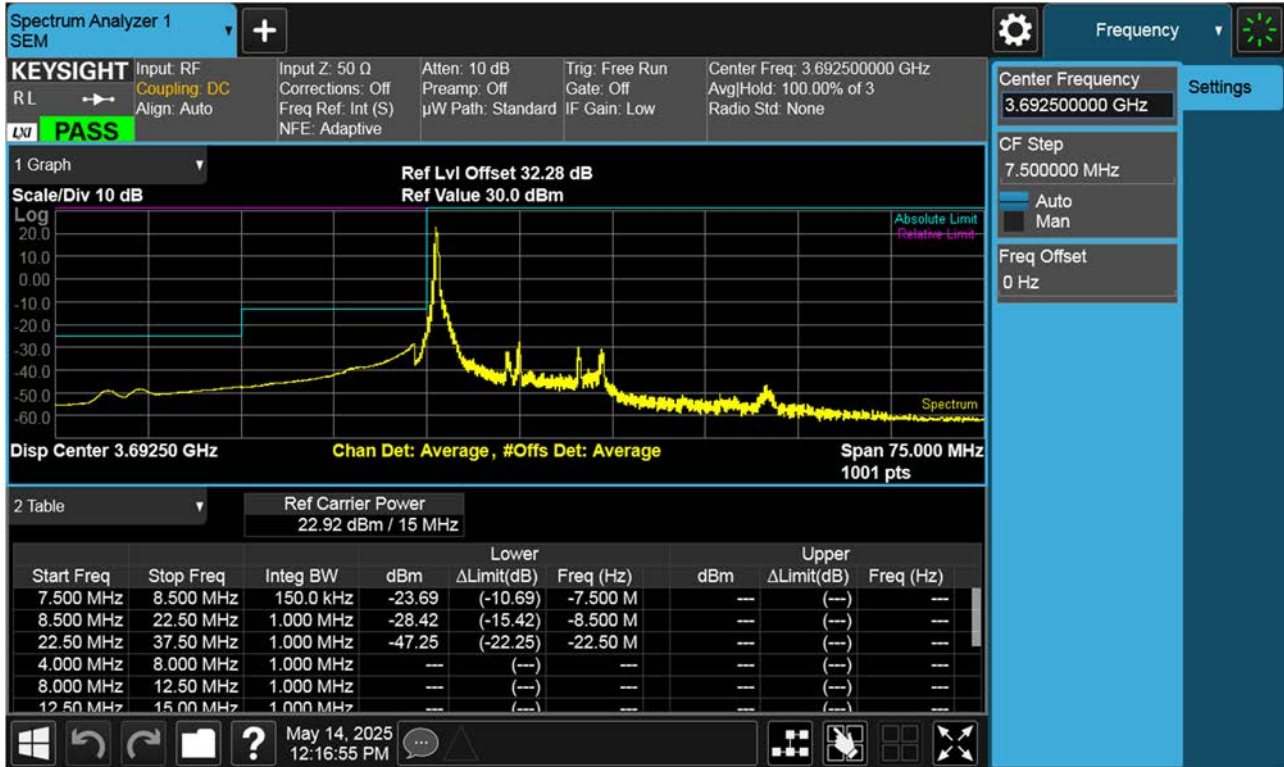 Spectrum Analyzer 1
SEM
Frequency
KEYSIGHT
RL
LXI
PASS
Input: RF
Coupling: DC
Align: Auto
Input Z: 50 Ω
Corrections: Off
Freq Ref: Int (S)
NFE: Adaptive
Atten: 10 dB
Preamp: Off
µW Path: Standard
Trig: Free Run
Gate: Off
IF Gain: Low
Center Freq: 3.692500000 GHz
Avg|Hold: 100.00% of 3
Radio Std: None
Center Frequency
3.692500000 GHz
Settings
CF Step
7.500000 MHz
Auto
Man
Freq Offset
0 Hz
1 Graph
Scale/Div 10 dB
Ref Lvl Offset 32.28 dB
Ref Value 30.0 dBm
Log
Absolute Limit
Relative Limit
20.0
10.0
0.00
-10.0
-20.0
-30.0
-40.0
-50.0
-60.0
Spectrum
Disp Center 3.69250 GHz
Chan Det: Average, #Offs Det: Average
Span 75.000 MHz
1001 pts
2 Table
Ref Carrier Power
22.92 dBm / 15 MHz
Lower Upper
Start Freq Stop Freq Integ BW dBm ΔLimit(dB) Freq (Hz) dBm ΔLimit(dB) Freq (Hz)
7.500 MHz 8.500 MHz 150.0 kHz -23.69 (-10.69) -7.500 M --- (---) ---
8.500 MHz 22.50 MHz 1.000 MHz -28.42 (-15.42) -8.500 M --- (---) ---
22.50 MHz 37.50 MHz 1.000 MHz -47.25 (-22.25) -22.50 M --- (---) ---
4.000 MHz 8.000 MHz 1.000 MHz --- (---) --- --- (---) ---
8.000 MHz 12.50 MHz 1.000 MHz --- (---) --- --- (---) ---
12.50 MHz 15.00 MHz 1.000 MHz --- (---) --- --- (---) ---
?
May 14, 2025
12:16:55 PM